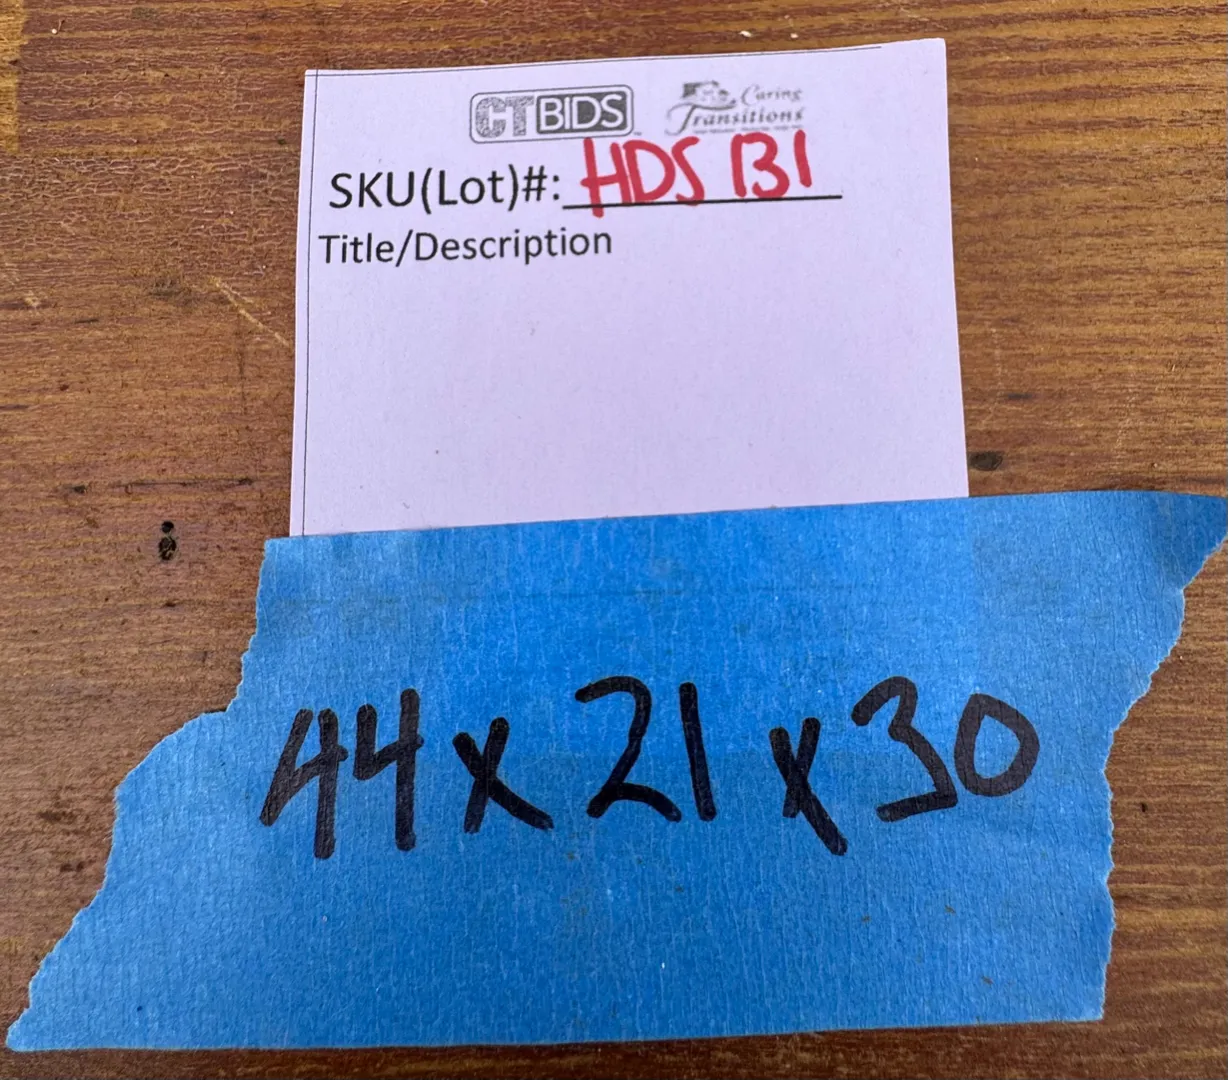 CTBIDS Caring
Transitions
SKU(Lot)#: HDS 131
Title/Description
44 x 21 x 30